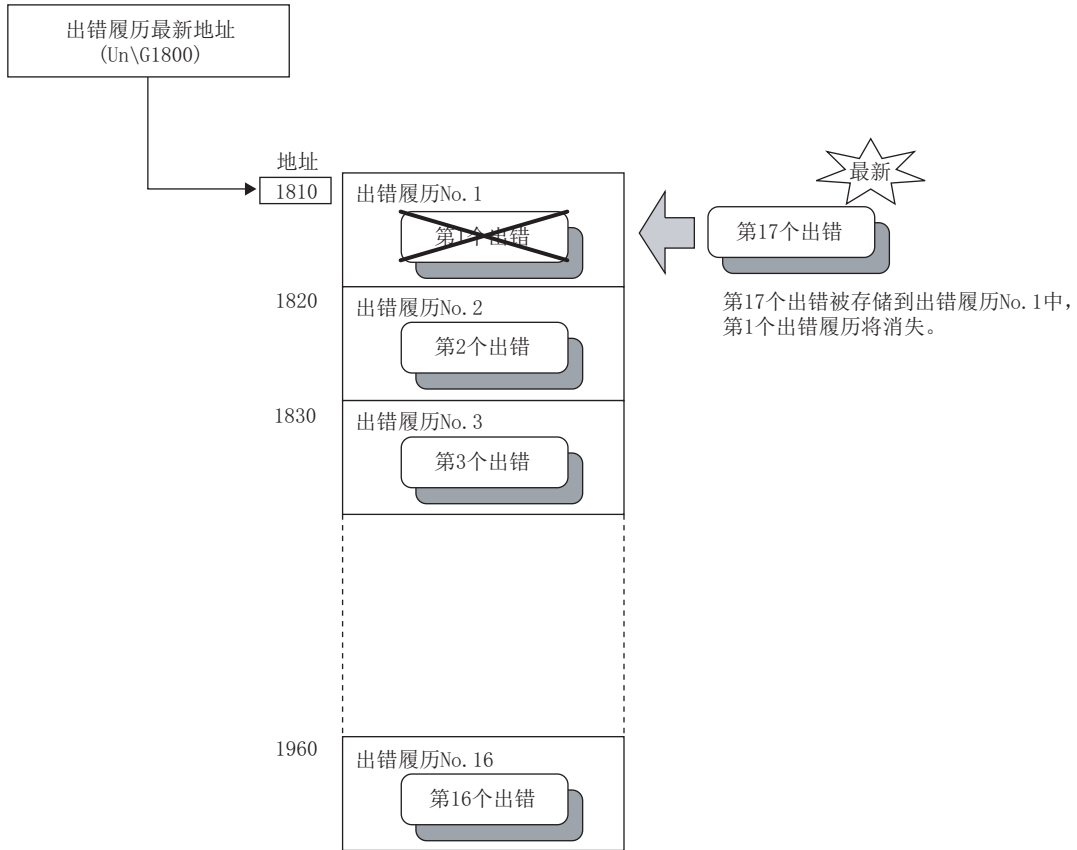 出错履历最新地址
(Un\G1800)
地址
1810
出错履历No. 1
第1个出错
最新
第17个出错
第17个出错被存储到出错履历No. 1中，
第1个出错履历将消失。
1820
出错履历No. 2
第2个出错
1830
出错履历No. 3
第3个出错
1960
出错履历No. 16
第16个出错